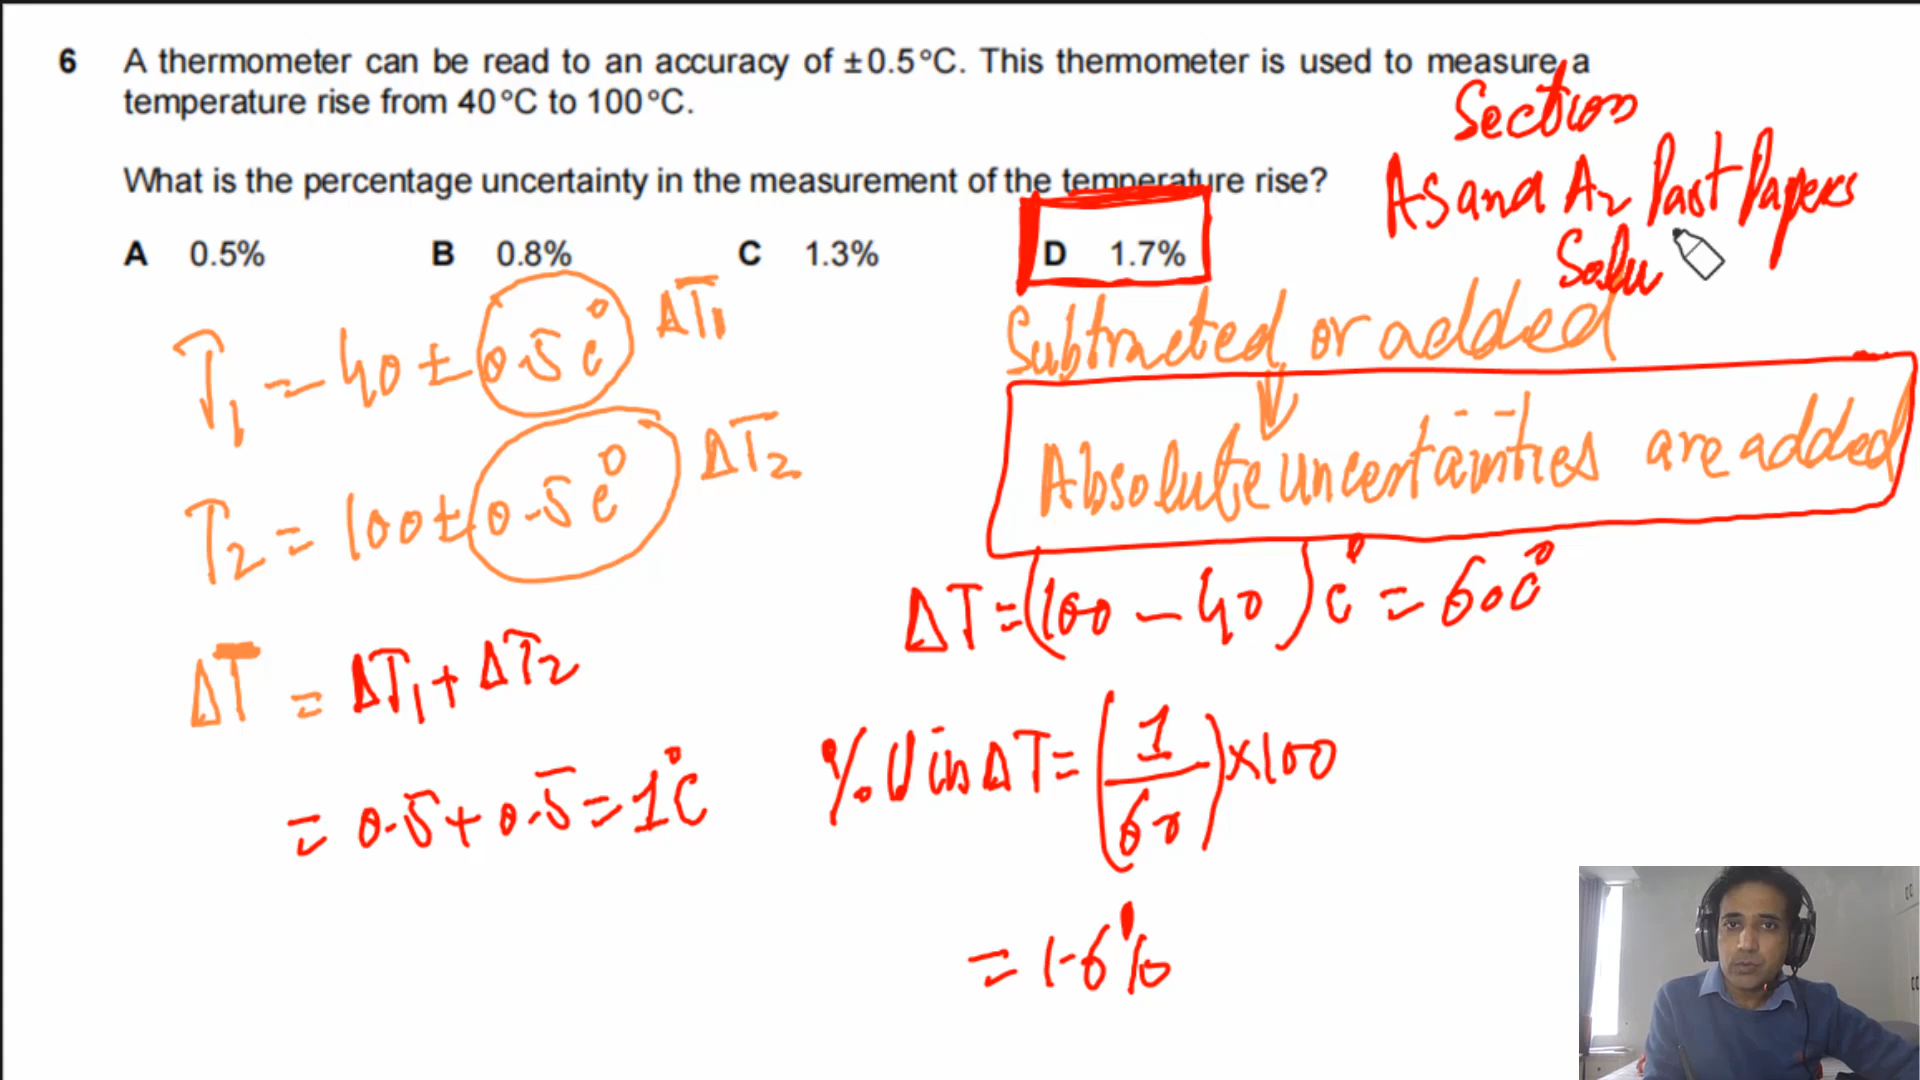 6 A thermometer can be read to an accuracy of ±0.5°C. This thermometer is used to measure a
temperature rise from 40°C to 100°C.
Section
What is the percentage uncertainty in the measurement of the temperature rise?
As and A2 Past Papers
A 0.5% B 0.8% C 1.3% D 1.7%
Solu
T1 = 40 ± 0.5 c° ΔT1
Subtracted or added
T2 = 100 ± 0.5 c° ΔT2
Absolute uncertainties are added
ΔT = (100 - 40) c° = 60 c°
ΔT = ΔT1 + ΔT2
% U in ΔT = (1/60) × 100
= 0.5 + 0.5 = 1 c°
= 1.6%